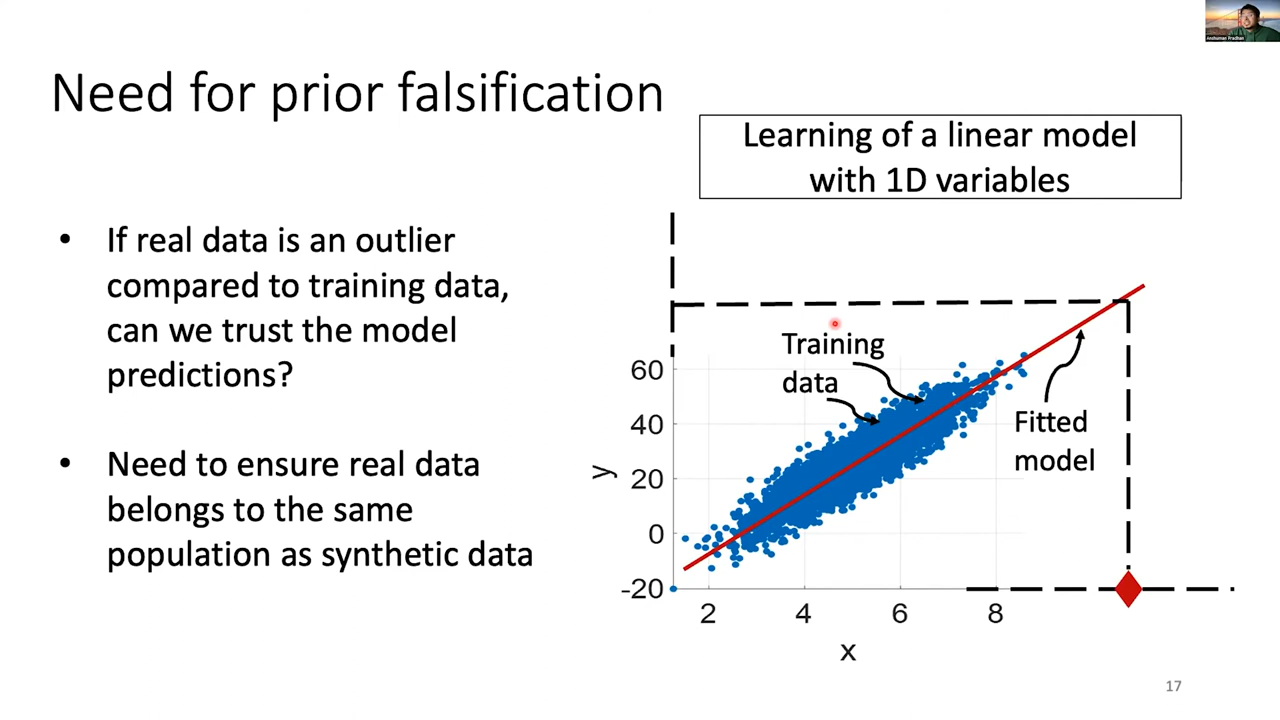 Anshuman Pradhan
Need for prior falsification
Learning of a linear model
with 1D variables
• If real data is an outlier
compared to training data,
can we trust the model
predictions?
• Need to ensure real data
belongs to the same
population as synthetic data
Training
data
Fitted
model
60
40
20
0
-20
y
2 4 6 8
x
17